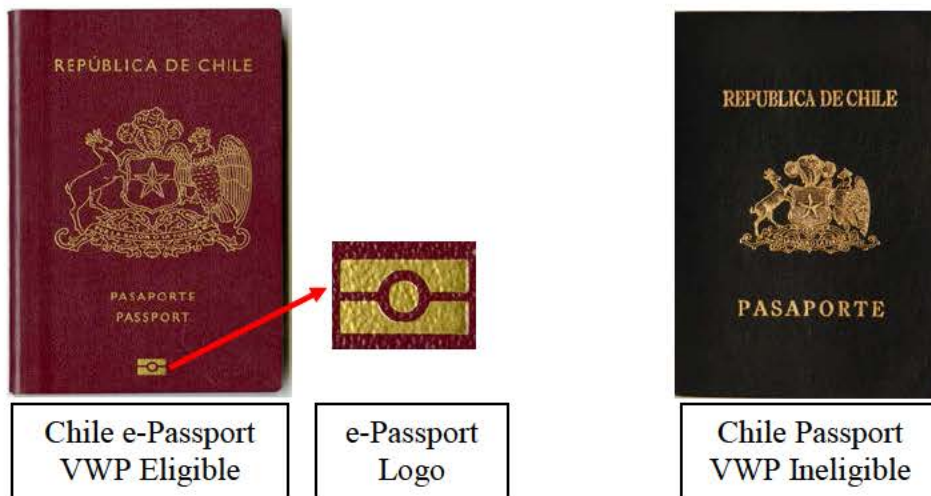 REPÚBLICA DE CHILE
PASAPORTE
PASSPORT
Chile e-Passport
VWP Eligible
e-Passport
Logo
REPUBLICA DE CHILE
PASAPORTE
Chile Passport
VWP Ineligible